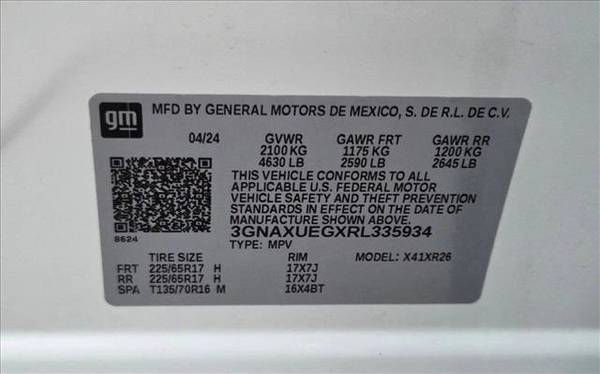 gm
MFD BY GENERAL MOTORS DE MEXICO, S. DE R.L. DE C.V.
04/24 GVWR GAWR FRT GAWR RR
2100 KG 1175 KG 1200 KG
4630 LB 2590 LB 2645 LB
THIS VEHICLE CONFORMS TO ALL
APPLICABLE U.S. FEDERAL MOTOR
VEHICLE SAFETY AND THEFT PREVENTION
STANDARDS IN EFFECT ON THE DATE OF
MANUFACTURE SHOWN ABOVE.
3GNAXUEGXRL335934
8624
TYPE: MPV MODEL: X41XR26
TIRE SIZE RIM
FRT 225/65R17 H 17X7J
RR 225/65R17 H 17X7J
SPA T135/70R16 M 16X4BT